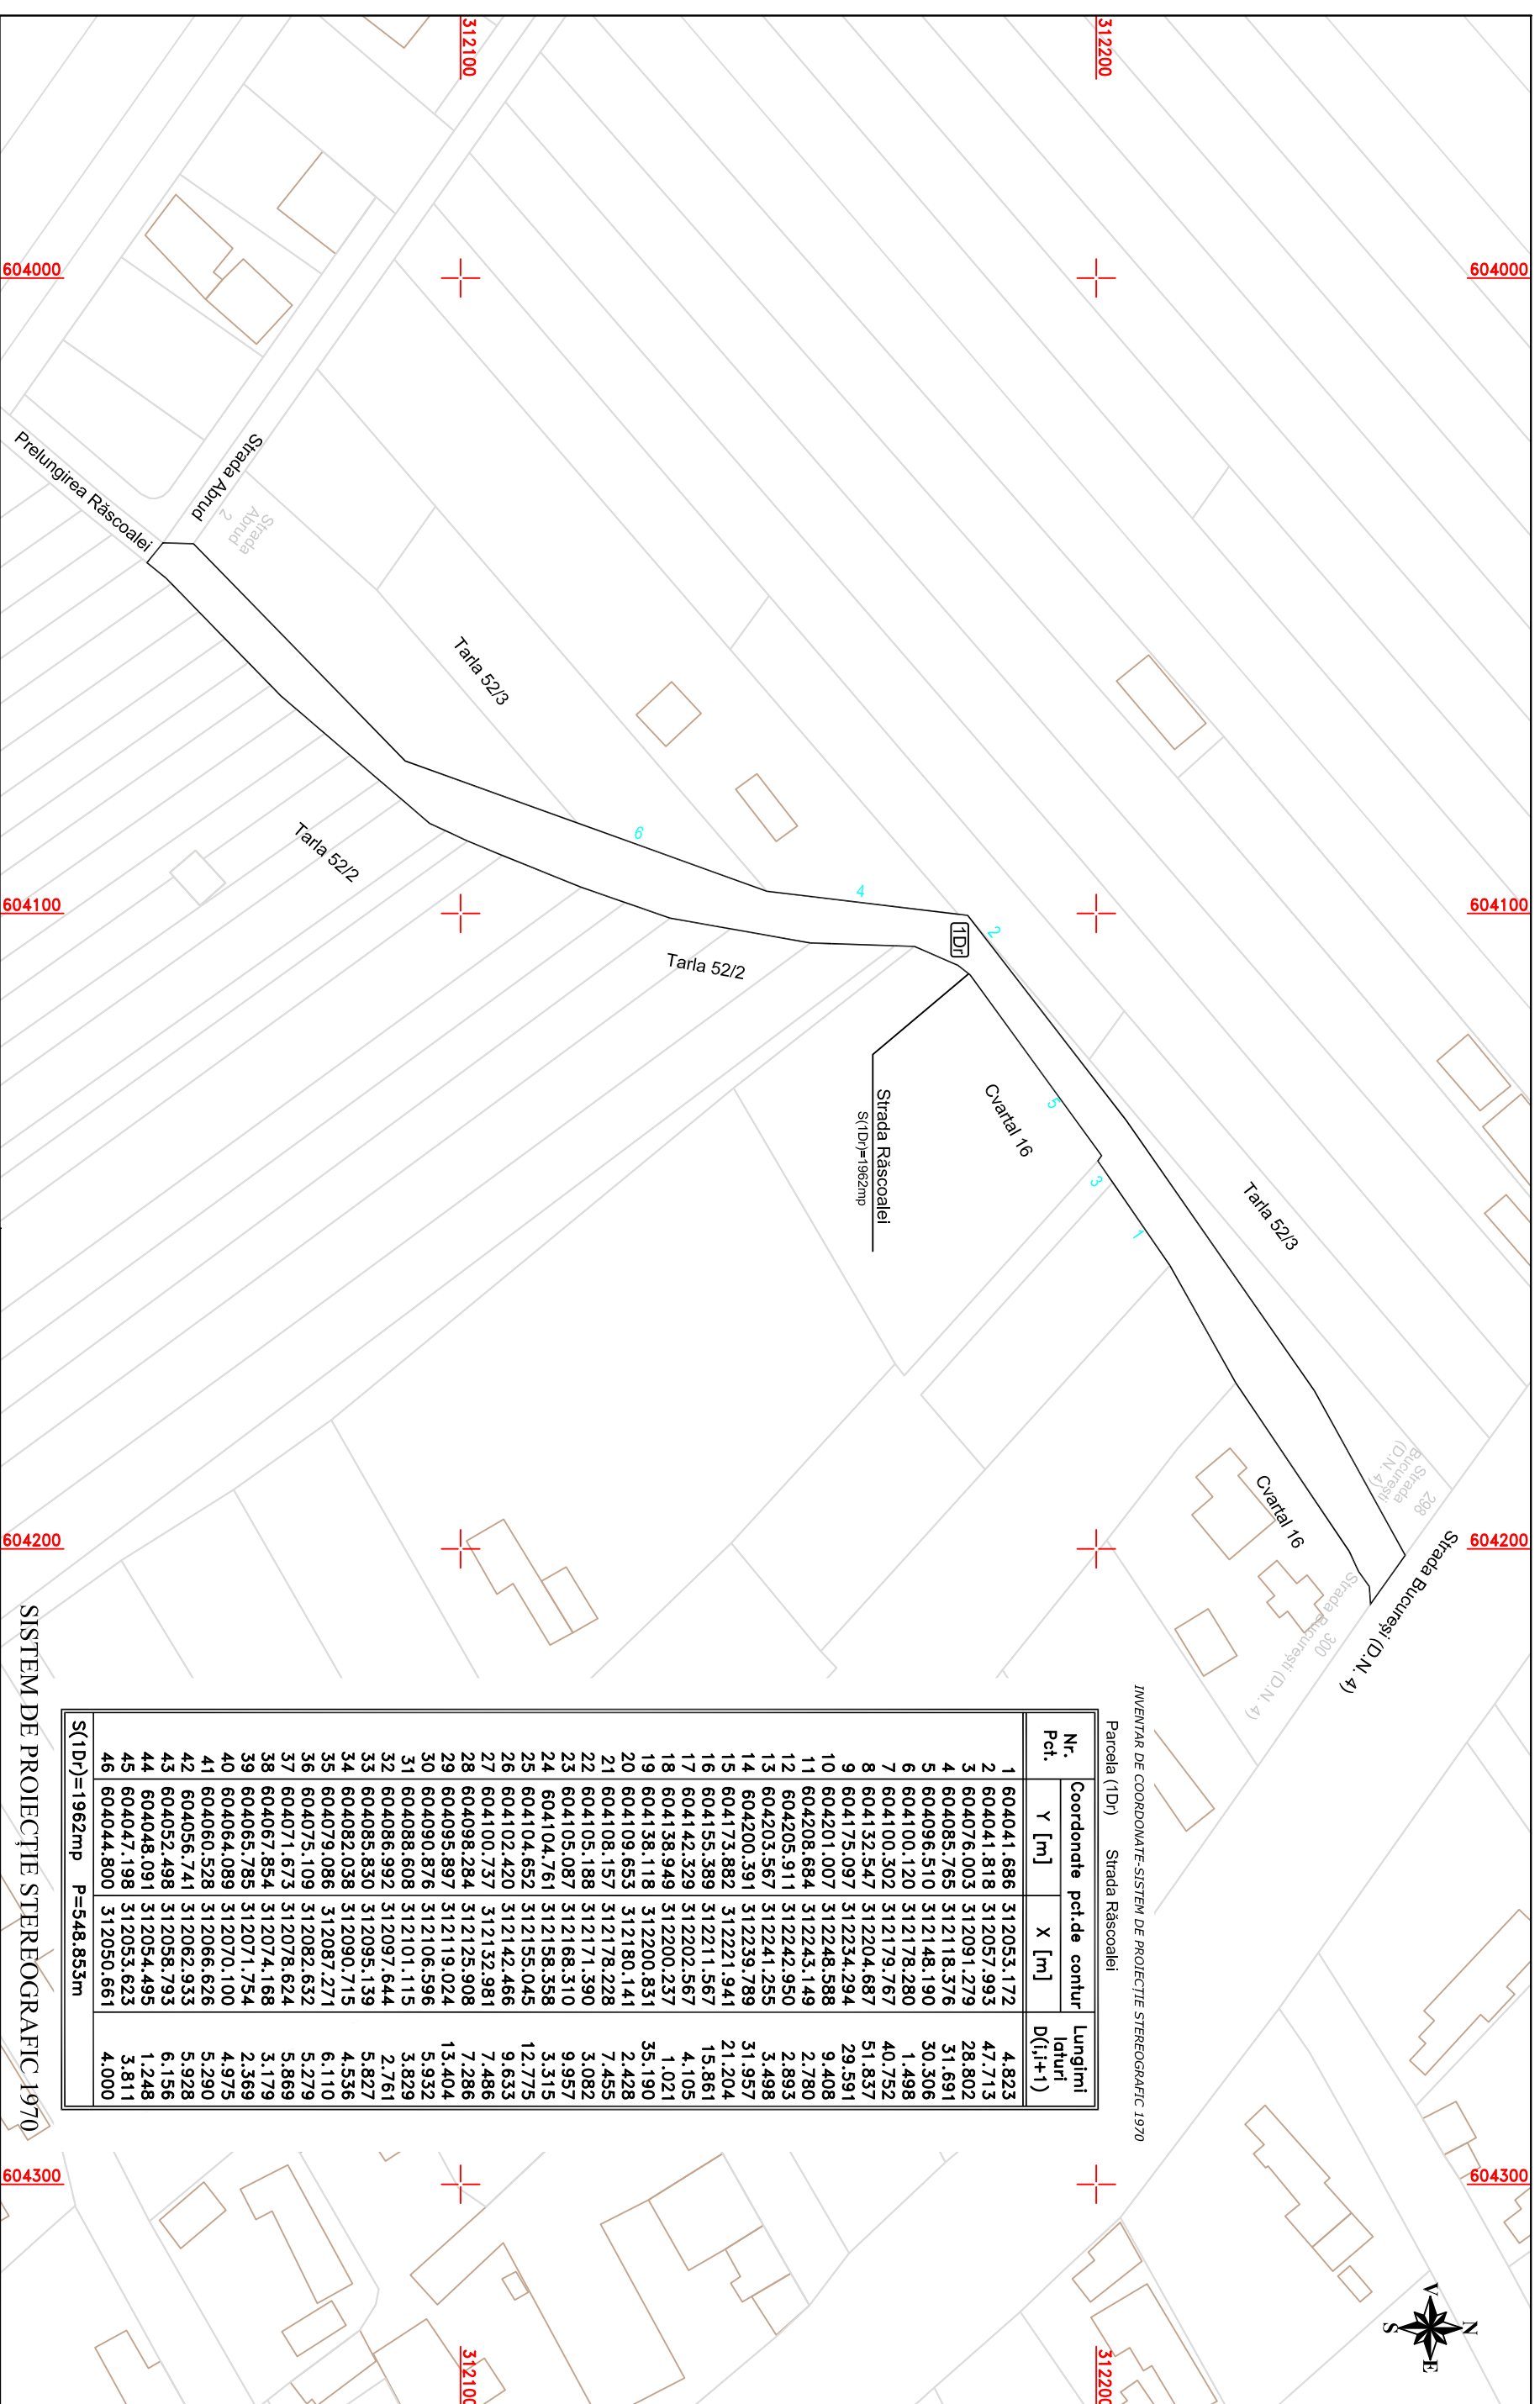 604000
604100
604200
604300
N
V
E
S
Strada București (D.N. 4)
298
Strada
București
(D.N. 4)
300
Strada București (D.N. 4)
Tarla 52/3
Cvartal 16
312200
312200
1
3
5
2
1Dr
4
6
Cvartal 16
Strada Răscoalei
S(1Dr)=1962mp
Tarla 52/2
Tarla 52/3
312100
312100
Tarla 52/2
Strada Abrud
Strada
Abrud
2
Prelungirea Răscoalei
604000
604100
604200
604300
INVENTAR DE COORDONATE-SISTEM DE PROIECȚIE STEREOGRAFIC 1970
Parcela (1Dr) Strada Răscoalei
Nr. Pct. Coordonate pct.de contur Lungimi laturi
Y [m] X [m] D(i,i+1)
1 604041.686 312053.172 4.823
2 604041.818 312057.993 47.713
3 604076.003 312091.279 28.802
4 604085.765 312118.376 31.691
5 604096.510 312148.190 30.306
6 604100.120 312178.280 1.498
7 604100.302 312179.767 40.752
8 604132.547 312204.687 51.837
9 604175.097 312234.294 29.591
10 604201.007 312248.588 9.408
11 604208.684 312243.149 2.780
12 604205.911 312242.950 2.893
13 604203.567 312241.255 3.498
14 604200.391 312239.789 31.957
15 604173.882 312221.941 21.204
16 604155.389 312211.567 15.861
17 604142.329 312202.567 4.105
18 604138.949 312200.237 1.021
19 604138.118 312200.831 35.190
20 604109.653 312180.141 2.428
21 604108.157 312178.228 7.455
22 604105.188 312171.390 3.082
23 604105.087 312168.310 9.957
24 604104.761 312158.358 3.315
25 604104.652 312155.045 12.775
26 604102.420 312142.466 9.633
27 604100.737 312132.981 7.486
28 604098.284 312125.908 7.286
29 604095.897 312119.024 13.404
30 604090.876 312106.596 5.932
31 604088.608 312101.115 3.829
32 604086.992 312097.644 2.761
33 604085.830 312095.139 5.827
34 604082.038 312090.715 4.536
35 604079.086 312087.271 6.110
36 604075.109 312082.632 5.279
37 604071.673 312078.624 5.869
38 604067.854 312074.168 3.179
39 604065.785 312071.754 2.369
40 604064.089 312070.100 4.975
41 604060.528 312066.626 5.290
42 604056.741 312062.933 5.928
43 604052.498 312058.793 6.156
44 604048.091 312054.495 1.248
45 604047.198 312053.623 3.811
46 604044.800 312050.661 4.000
S(1Dr)=1962mp P=548.853m
SISTEM DE PROIECȚIE STEREOGRAFIC 1970